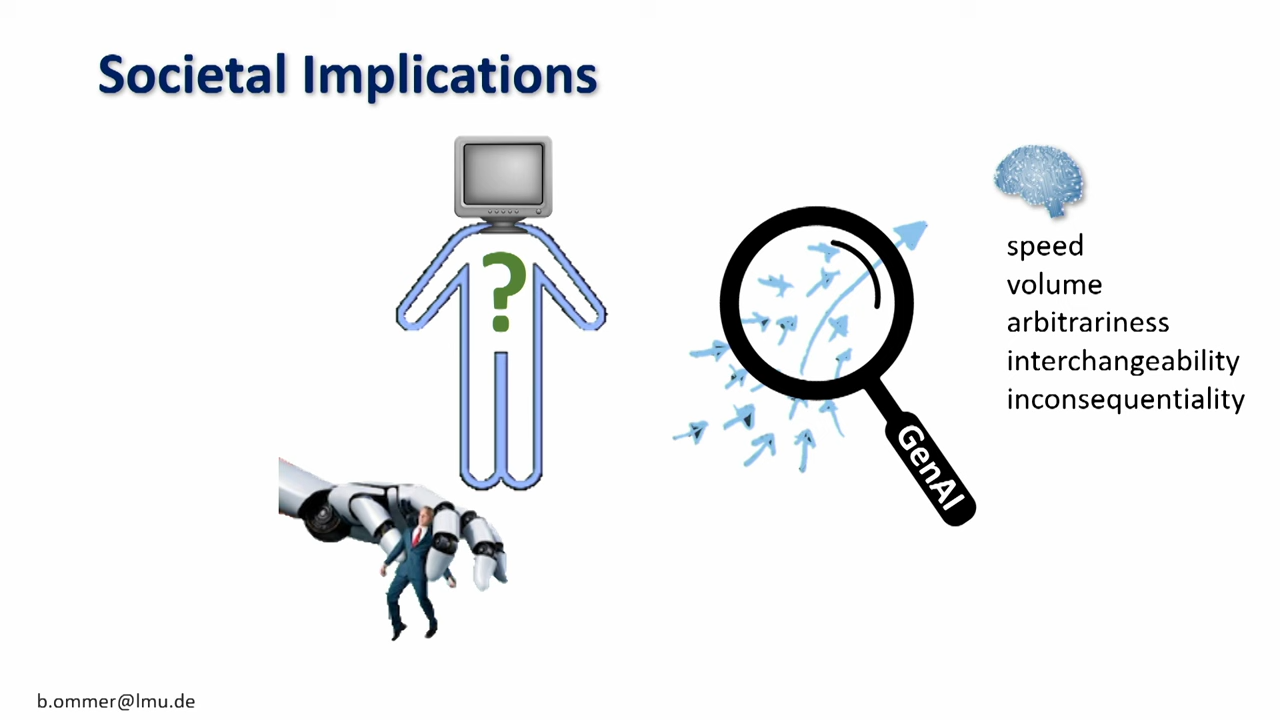 Societal Implications
?
GenAI
speed
volume
arbitrariness
interchangeability
inconsequentiality
b.ommer@lmu.de